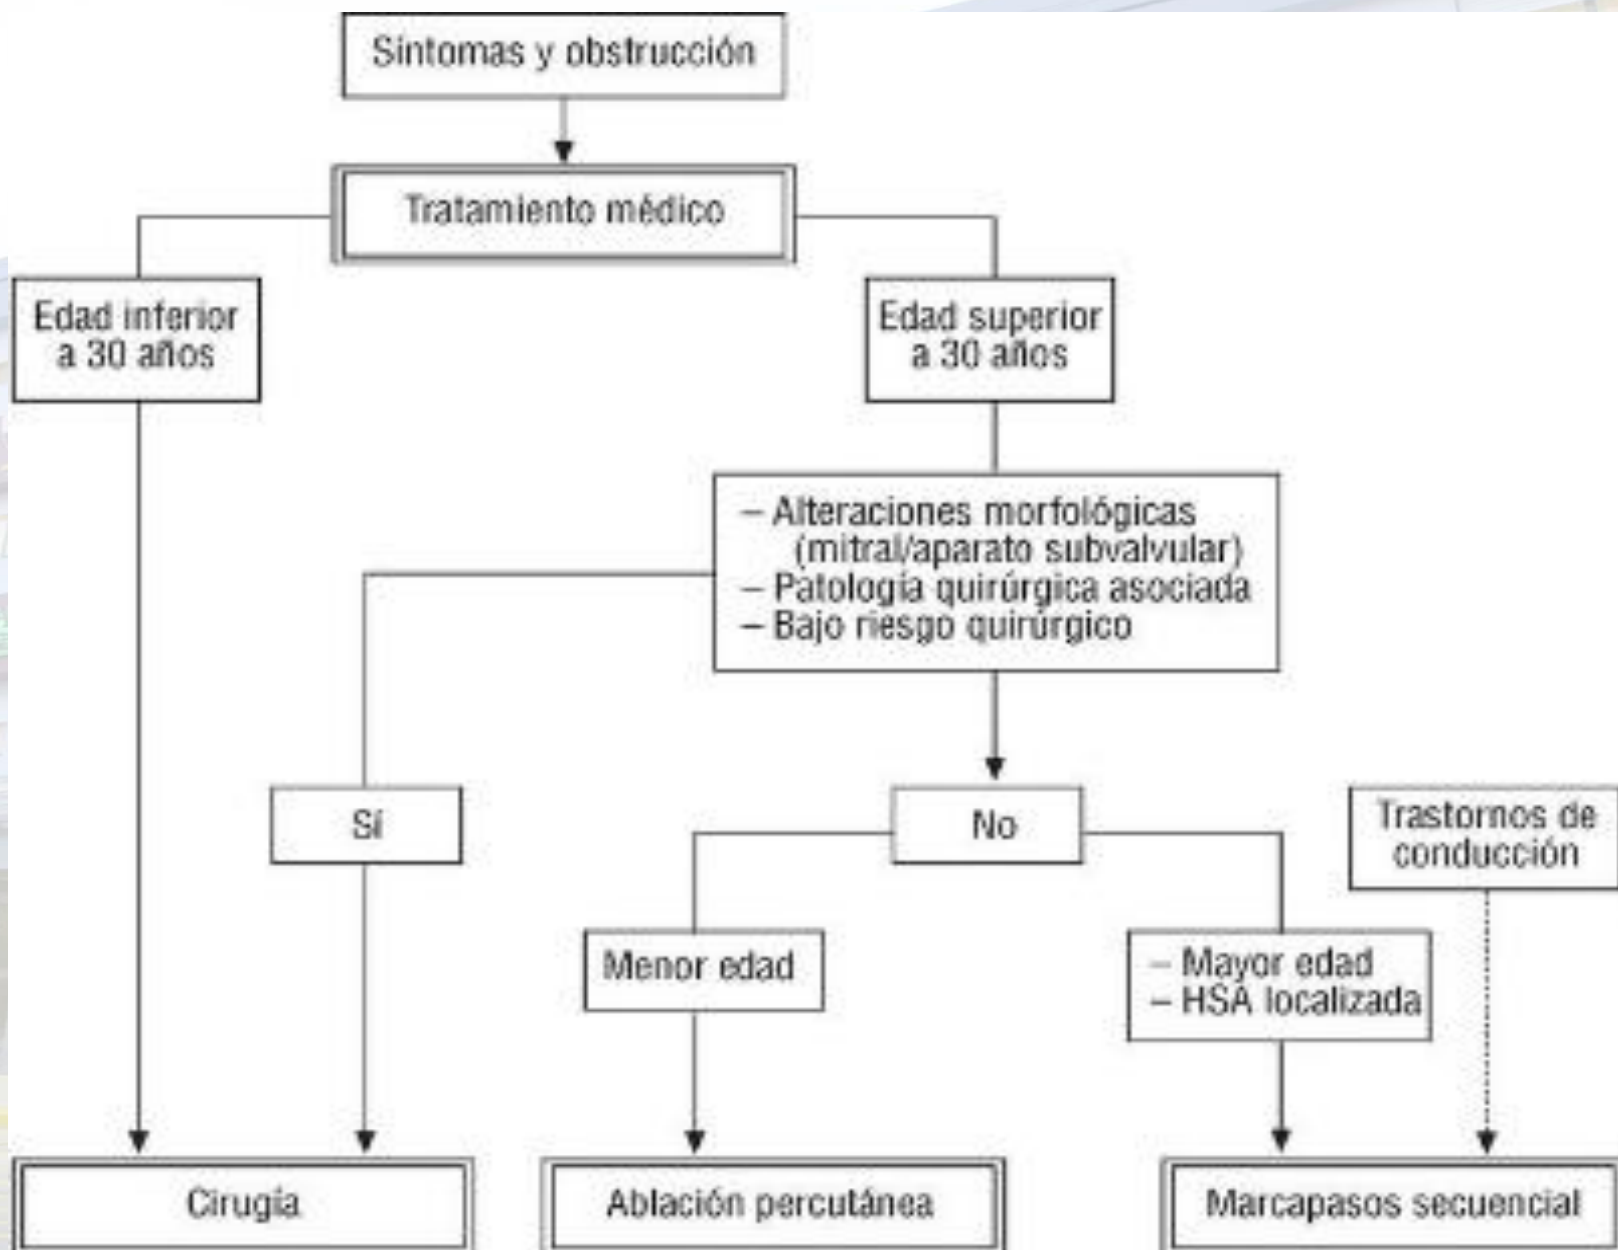 Síntomas y obstrucción
Tratamiento médico
Edad inferior
a 30 años
Edad superior
a 30 años
– Alteraciones morfológicas
(mitral/aparato subvalvular)
– Patología quirúrgica asociada
– Bajo riesgo quirúrgico
Sí
No
Trastornos de
conducción
Menor edad
– Mayor edad
– HSA localizada
Cirugía
Ablación percutánea
Marcapasos secuencial